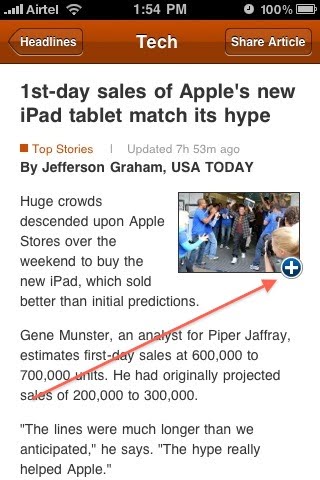 Airtel 1:54 PM 100%
Headlines Tech Share Article
1st-day sales of Apple's new
iPad tablet match its hype
Top Stories | Updated 7h 53m ago
By Jefferson Graham, USA TODAY
Huge crowds
descended upon Apple
Stores over the
weekend to buy the
new iPad, which sold
better than initial predictions.
Gene Munster, an analyst for Piper Jaffray,
estimates first-day sales at 600,000 to
700,000 units. He had originally projected
sales of 200,000 to 300,000.
"The lines were much longer than we
anticipated," he says. "The hype really
helped Apple."